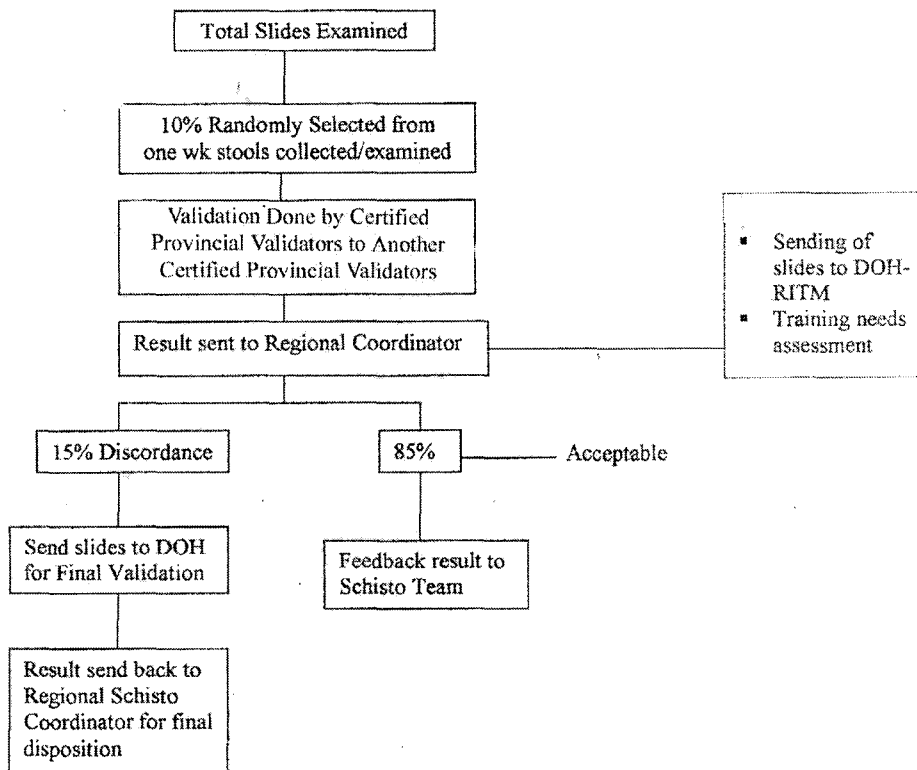 Total Slides Examined
10% Randomly Selected from
one wk stools collected/examined
Validation Done by Certified
Provincial Validators to Another
Certified Provincial Validators
Result sent to Regional Coordinator
▪ Sending of
slides to DOH-
RITM
▪ Training needs
assessment
15% Discordance
85%
Acceptable
Send slides to DOH
for Final Validation
Feedback result to
Schisto Team
Result send back to
Regional Schisto
Coordinator for final
disposition